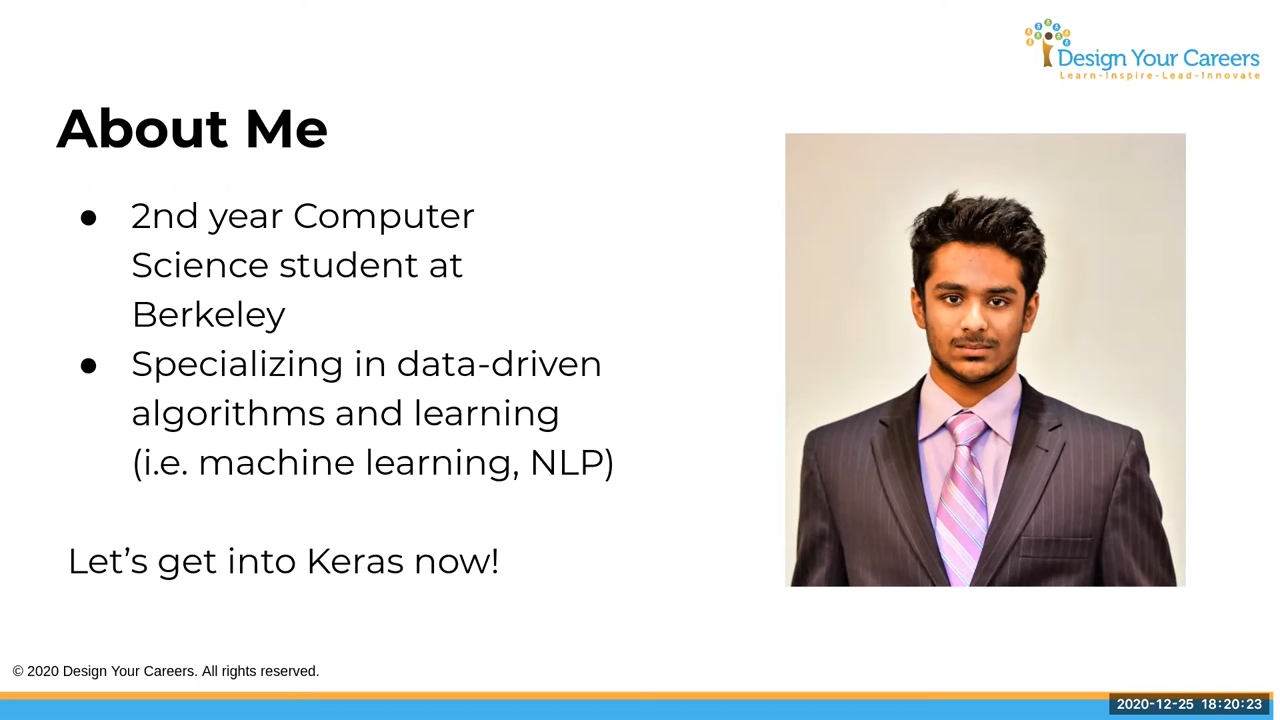 Design Your Careers
Learn-Inspire-Lead-Innovate
About Me
● 2nd year Computer
Science student at
Berkeley
● Specializing in data-driven
algorithms and learning
(i.e. machine learning, NLP)
Let’s get into Keras now!
© 2020 Design Your Careers. All rights reserved.
2020-12-25 18:20:23